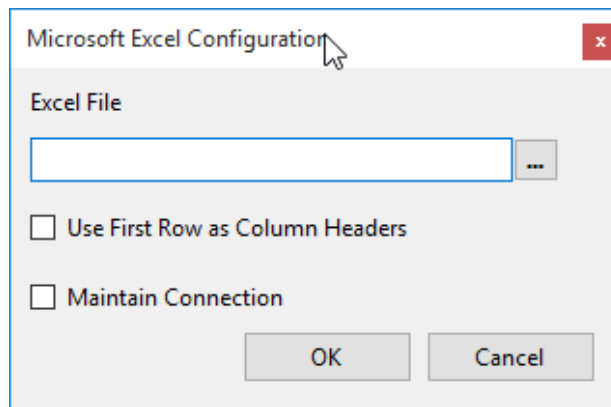 Microsoft Excel Configuration
x
Excel File
...
Use First Row as Column Headers
Maintain Connection
OK Cancel